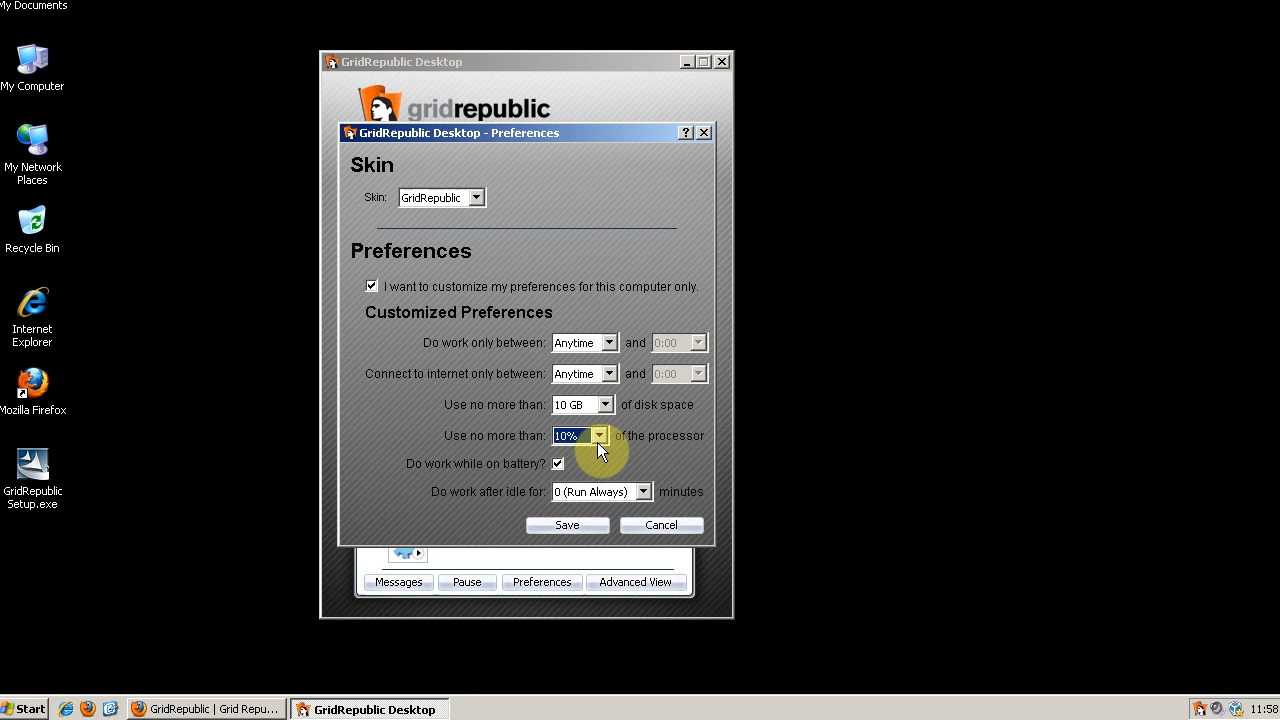 My Documents
My Computer
My Network
Places
Recycle Bin
Internet
Explorer
Mozilla Firefox
GridRepublic
Setup.exe
GridRepublic Desktop
gridrepublic
GridRepublic Desktop - Preferences
Skin
Skin: GridRepublic
Preferences
I want to customize my preferences for this computer only.
Customized Preferences
Do work only between: Anytime and 0:00
Connect to internet only between: Anytime and 0:00
Use no more than: 10 GB of disk space
Use no more than: 10% of the processor
Do work while on battery?
Do work after idle for: 0 (Run Always) minutes
Save Cancel
Messages Pause Preferences Advanced View
Start GridRepublic | Grid Repu... GridRepublic Desktop 11:58